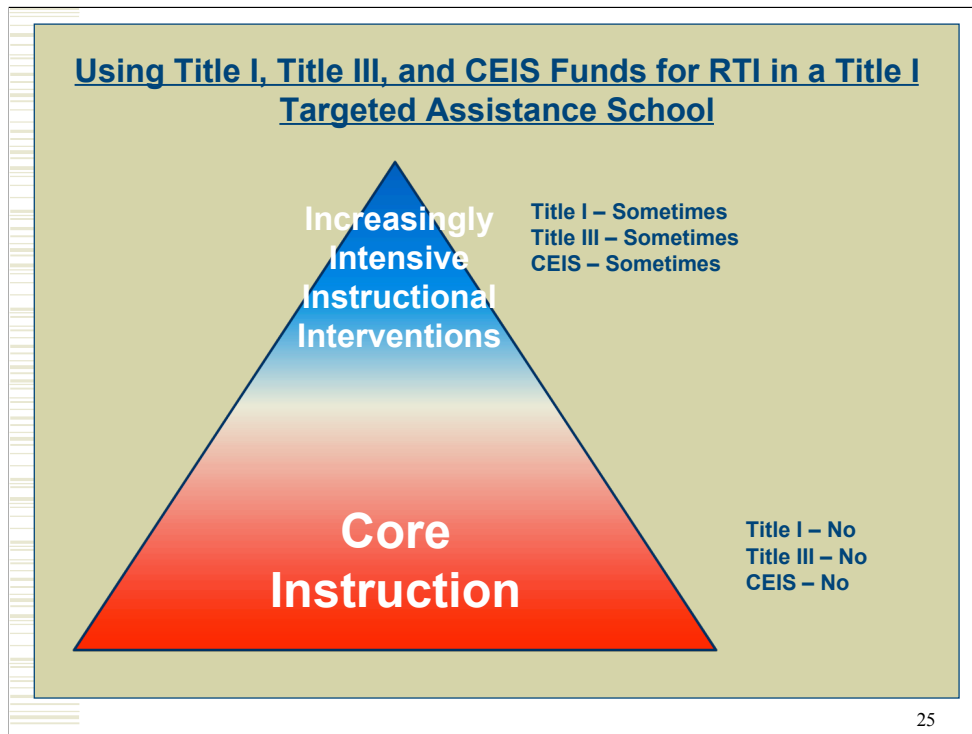 Using Title I, Title III, and CEIS Funds for RTI in a Title I
Targeted Assistance School
Increasingly
Intensive
Instructional
Interventions
Title I – Sometimes
Title III – Sometimes
CEIS – Sometimes
Core
Instruction
Title I – No
Title III – No
CEIS – No
25